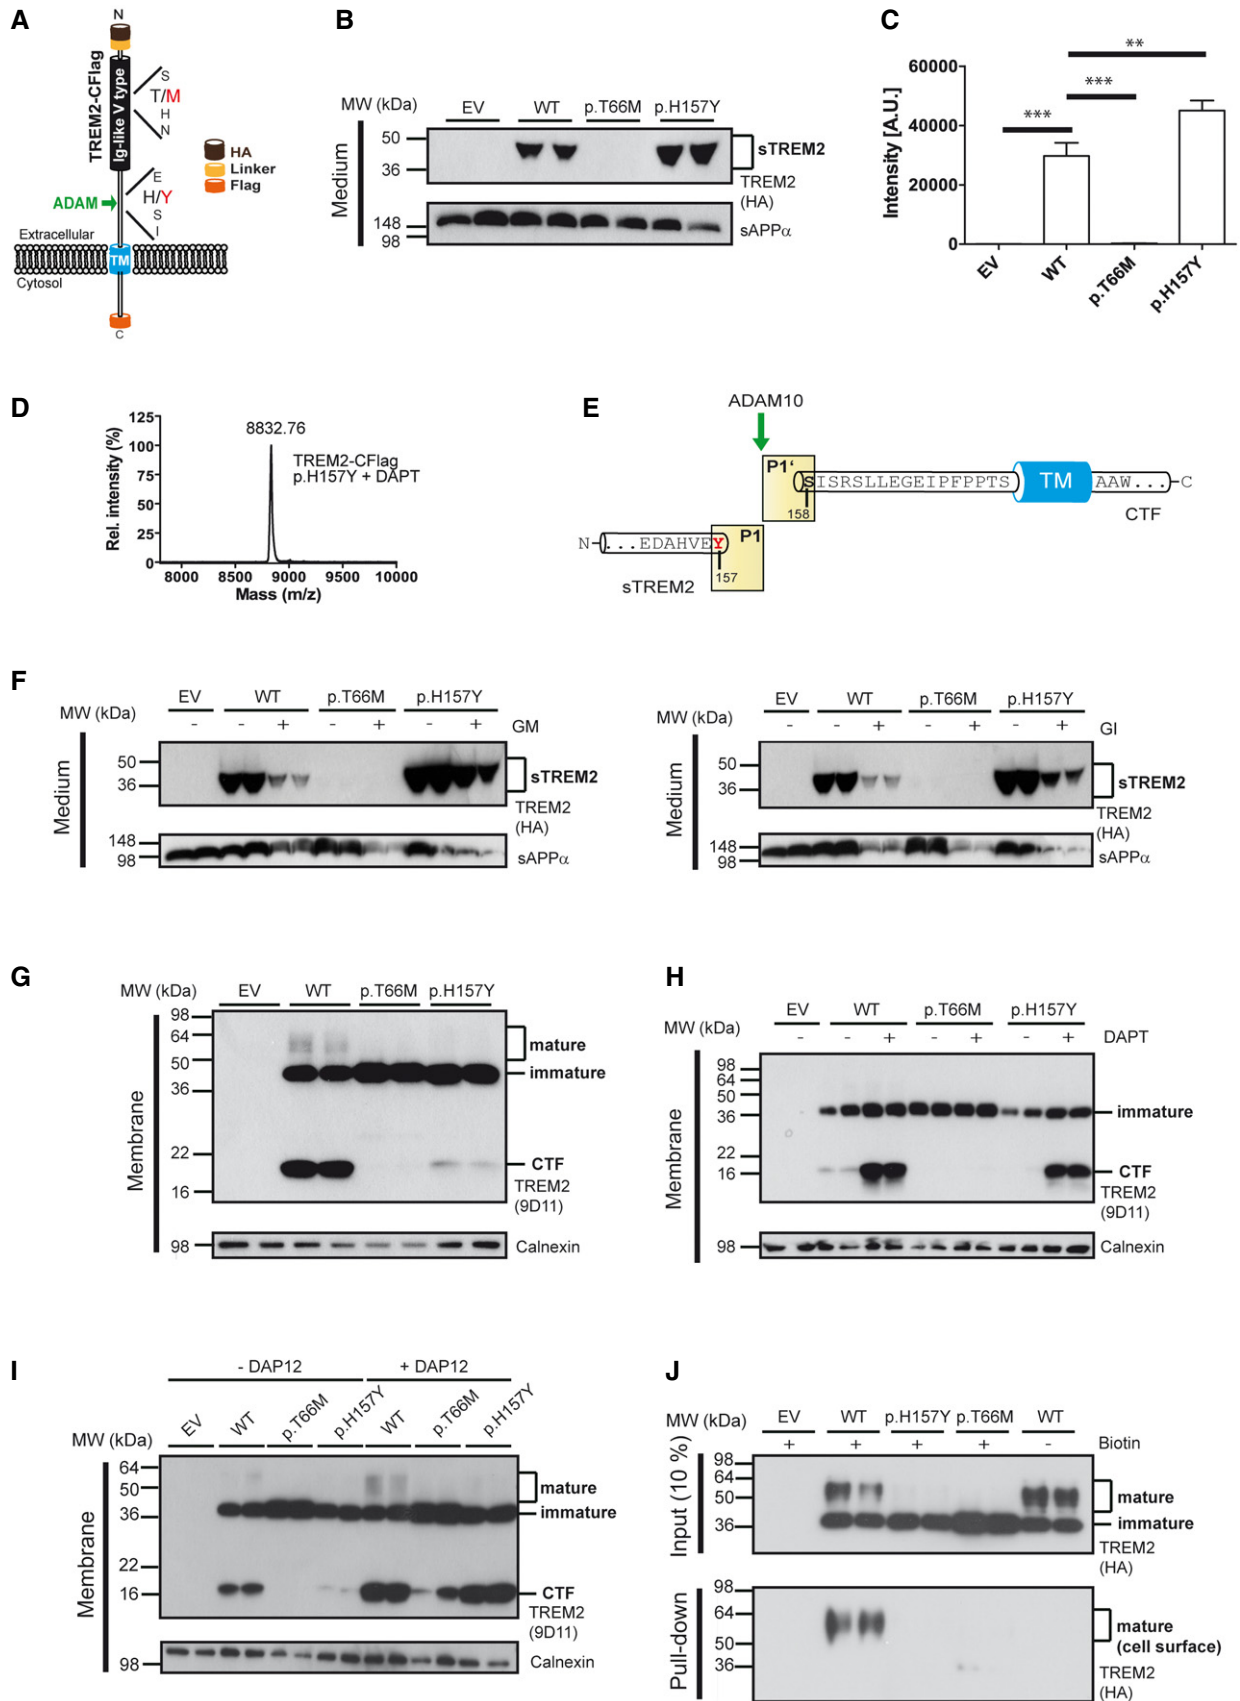 A
N
TREM2-CFlag
Ig-like V type
S
T/M
H
N
HA
Linker
Flag
E
H/Y
S
I
ADAM
Extracellular
TM
Cytosol
C
B
MW (kDa)
EV
WT
p.T66M
p.H157Y
50
36
sTREM2
TREM2
(HA)
148
98
sAPPα
Medium
C
**
***
***
60000
40000
20000
0
Intensity [A.U.]
EV
WT
p.T66M
p.H157Y
D
125
100
75
50
25
0
Rel. intensity (%)
8832.76
TREM2-CFlag
p.H157Y + DAPT
8000 8500 9000 9500 10000
Mass (m/z)
E
ADAM10
P1‘
SISRSLLEGEIPFPPTS
TM
AAW...
C
158
CTF
N
...EDAHVEY
P1
157
sTREM2
F
EV WT p.T66M p.H157Y
MW (kDa)
- - + - + - + GM
50
36
sTREM2
TREM2
(HA)
148
98
sAPPα
Medium
EV WT p.T66M p.H157Y
MW (kDa)
- - + - + - + GI
50
36
sTREM2
TREM2
(HA)
148
98
sAPPα
Medium
G
MW (kDa)
EV WT p.T66M p.H157Y
98
64
50
36
22
16
mature
immature
CTF
TREM2
(9D11)
98
Calnexin
Membrane
H
EV WT p.T66M p.H157Y
MW (kDa)
- - + - + - + DAPT
98
64
50
36
22
16
immature
CTF
TREM2
(9D11)
98
Calnexin
Membrane
I
- DAP12 + DAP12
EV WT p.T66M p.H157Y WT p.T66M p.H157Y
MW (kDa)
64
50
36
22
16
mature
immature
CTF
TREM2
(9D11)
98
Calnexin
Membrane
J
MW (kDa)
EV WT p.H157Y p.T66M WT
+ + + + - Biotin
98
64
50
36
mature
immature
TREM2
(HA)
Input (10 %)
98
64
50
36
mature
(cell surface)
TREM2
(HA)
Pull-down